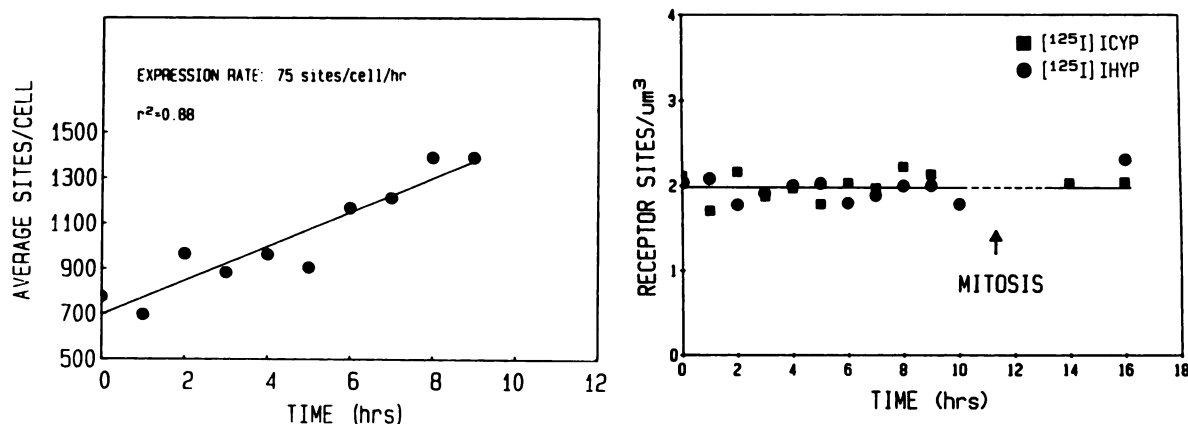 EXPRESSION RATE: 75 sites/cell/hr
r²=0.88
AVERAGE SITES/CELL
1500
1300
1100
900
700
500
0 2 4 6 8 10 12
TIME (hrs)
[¹²⁵I] ICYP
[¹²⁵I] IHYP
RECEPTOR SITES/um³
4
3
2
1
0
MITOSIS
0 2 4 6 8 10 12 14 16 18
TIME (hrs)